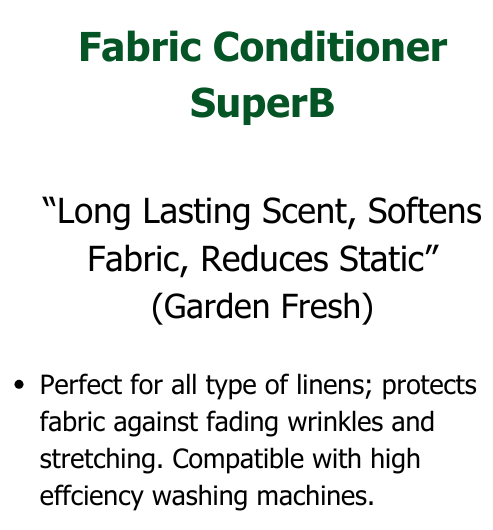 Fabric Conditioner
SuperB
“Long Lasting Scent, Softens
Fabric, Reduces Static”
(Garden Fresh)
• Perfect for all type of linens; protects
fabric against fading wrinkles and
stretching. Compatible with high
effciency washing machines.